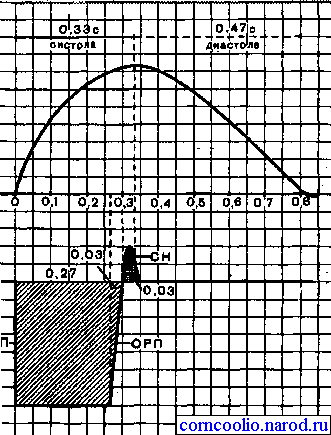 0,33с 0,47с
систола диастола
0 0,1 0,2 0,3 0,4 0,5 0,6 0,7 0,8
0,03 СН
0,27 0,03
П ОРП
corncoolio.narod.ru